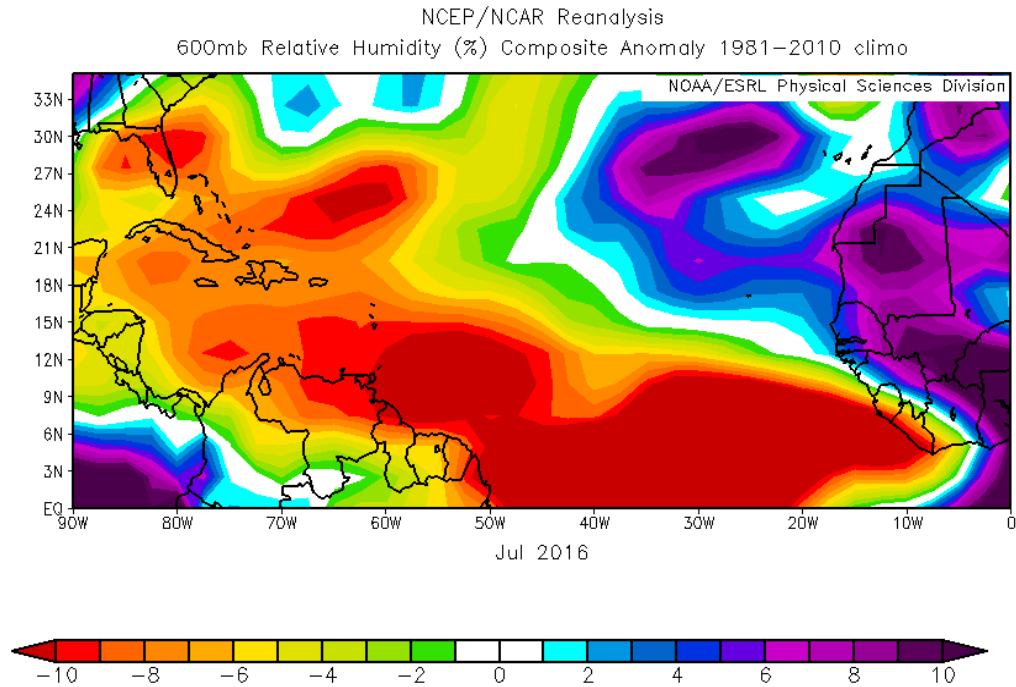 NCEP/NCAR Reanalysis
600mb Relative Humidity (%) Composite Anomaly 1981−2010 climo
NOAA/ESRL Physical Sciences Division
33N
30N
27N
24N
21N
18N
15N
12N
9N
6N
3N
EQ
90W 80W 70W 60W 50W 40W 30W 20W 10W 0
Jul 2016
−10 −8 −6 −4 −2 0 2 4 6 8 10